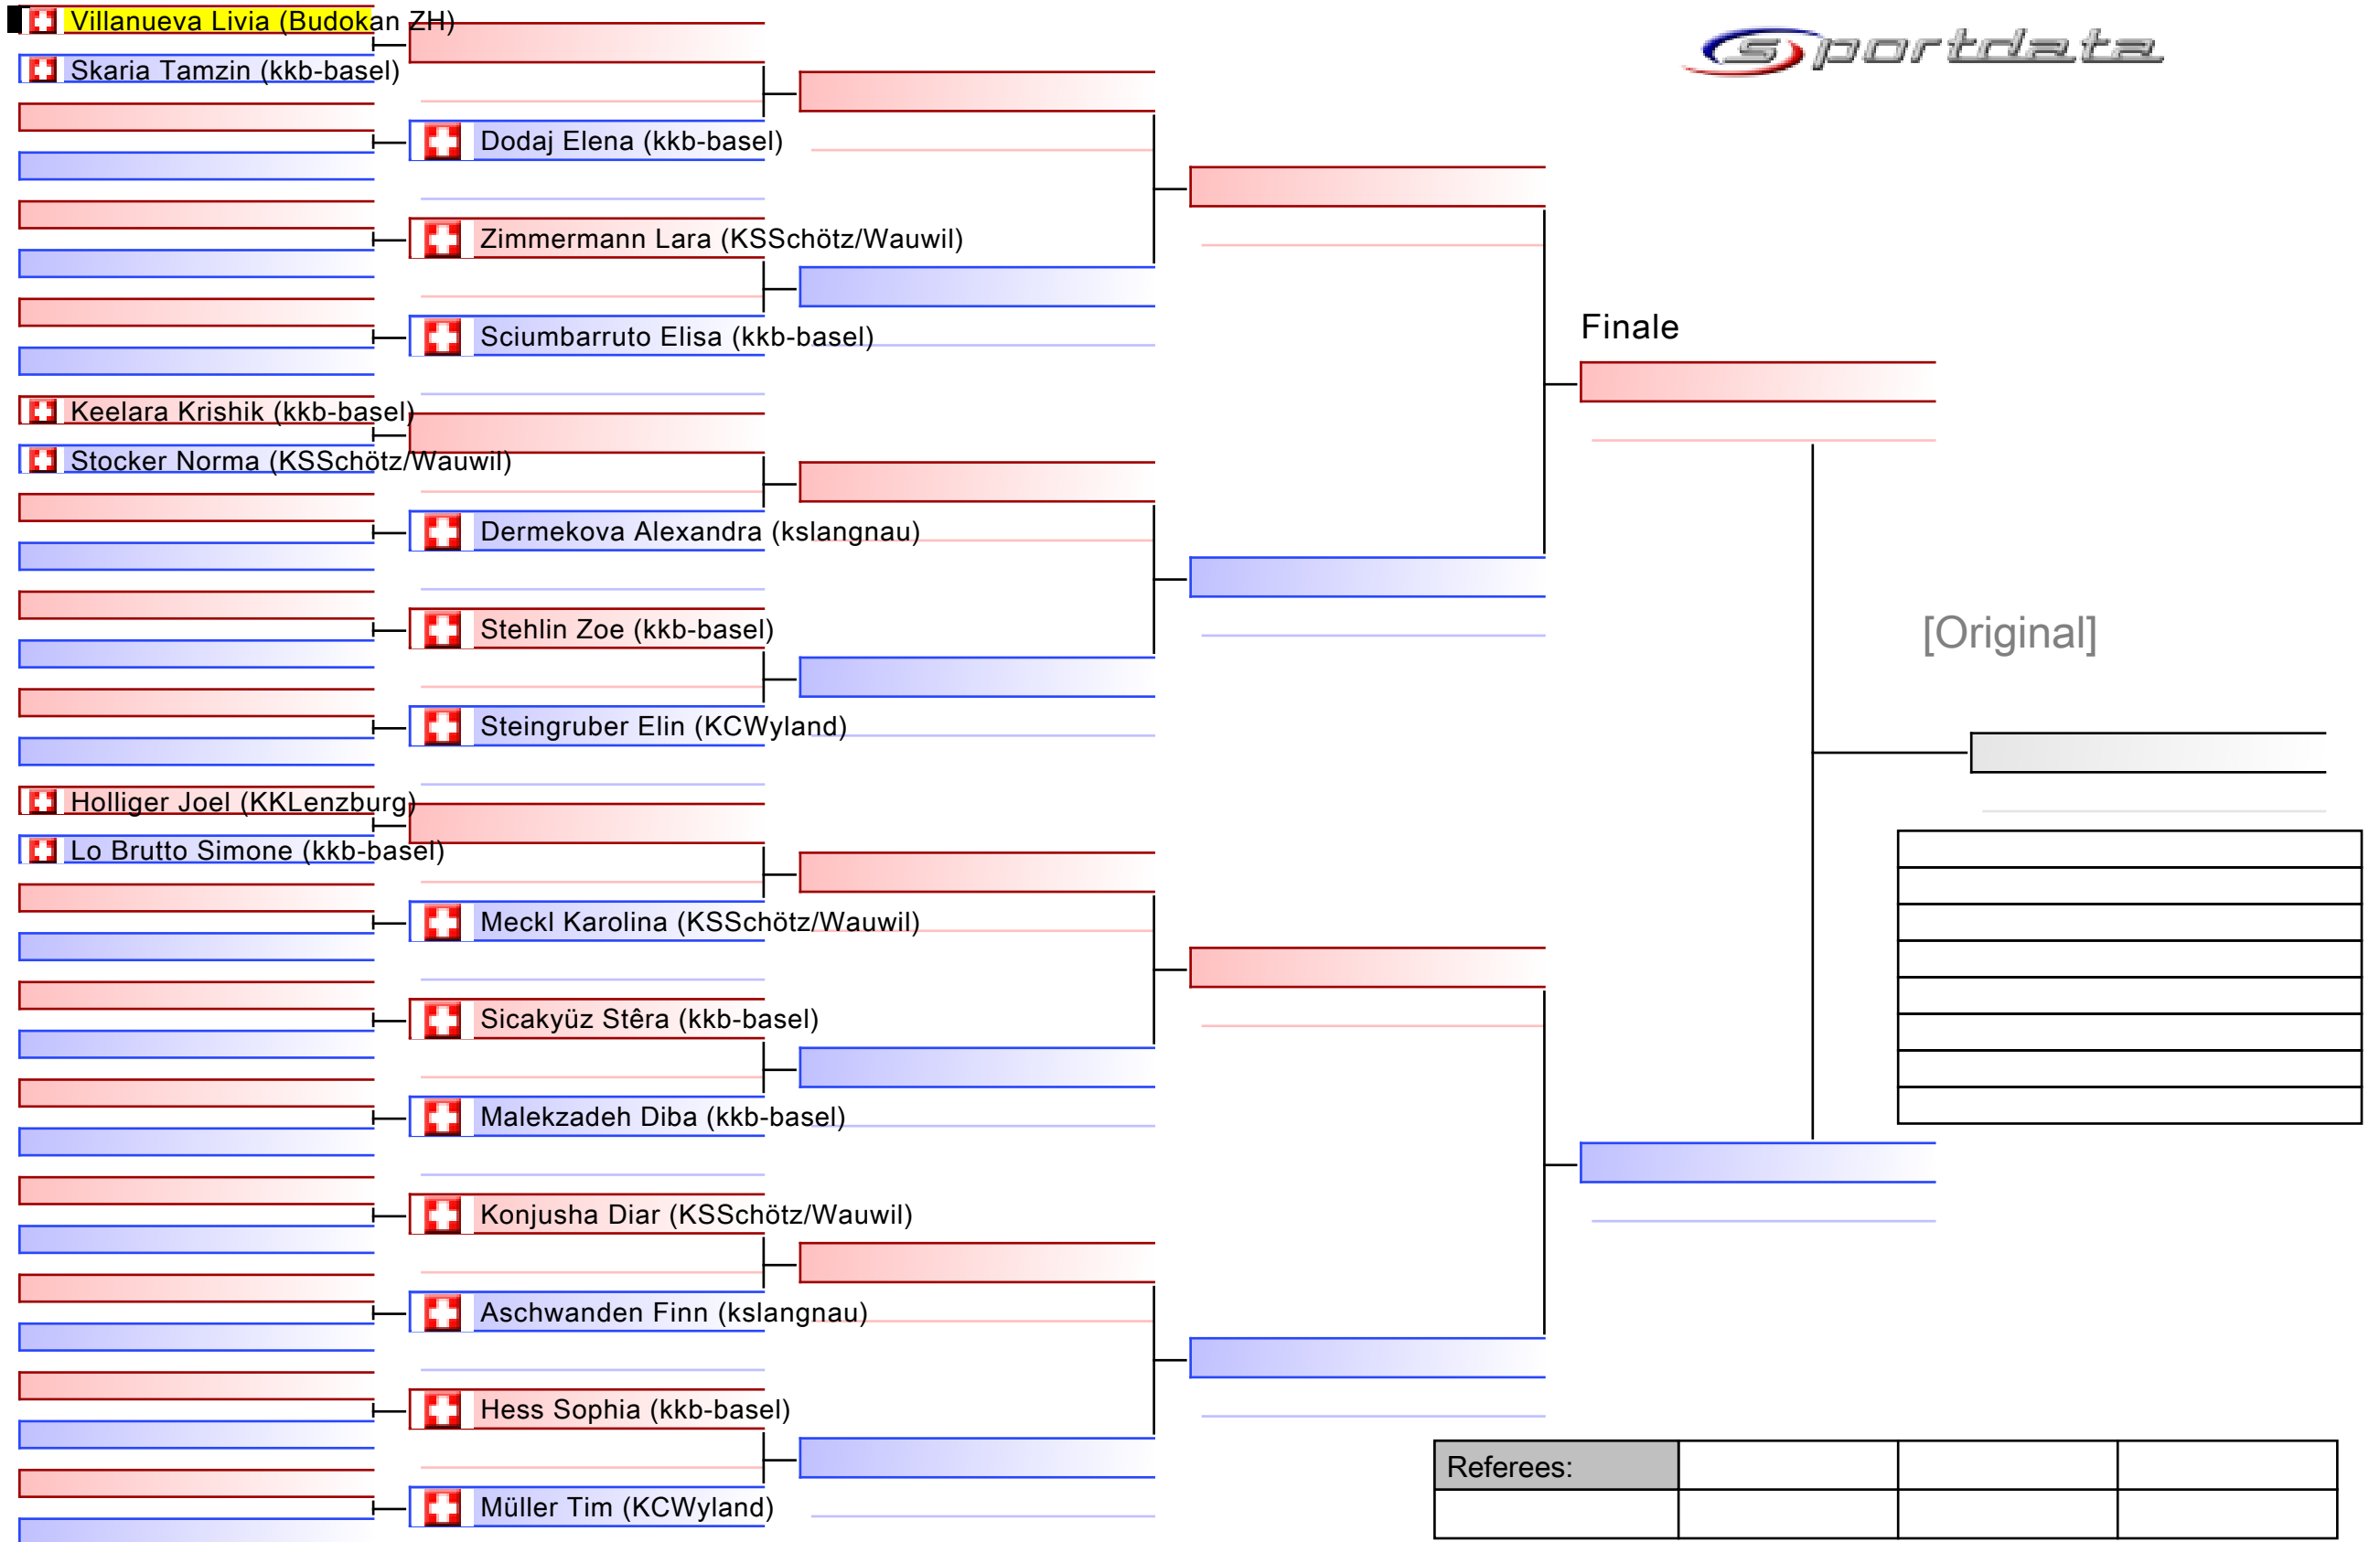 Villanueva Livia (Budokan ZH)
sportdata
Skaria Tamzin (kkb-basel)
Dodaj Elena (kkb-basel)
Zimmermann Lara (KSSchötz/Wauwil)
Sciumbarruto Elisa (kkb-basel)
Finale
Keelara Krishik (kkb-basel)
Stocker Norma (KSSchötz/Wauwil)
Dermekova Alexandra (kslangnau)
Stehlin Zoe (kkb-basel)
[Original]
Steingruber Elin (KCWyland)
Holliger Joel (KKLenzburg)
Lo Brutto Simone (kkb-basel)
Meckl Karolina (KSSchötz/Wauwil)
Sicakyüz Stêra (kkb-basel)
Malekzadeh Diba (kkb-basel)
Konjusha Diar (KSSchötz/Wauwil)
Aschwanden Finn (kslangnau)
Hess Sophia (kkb-basel)
Referees:
Müller Tim (KCWyland)